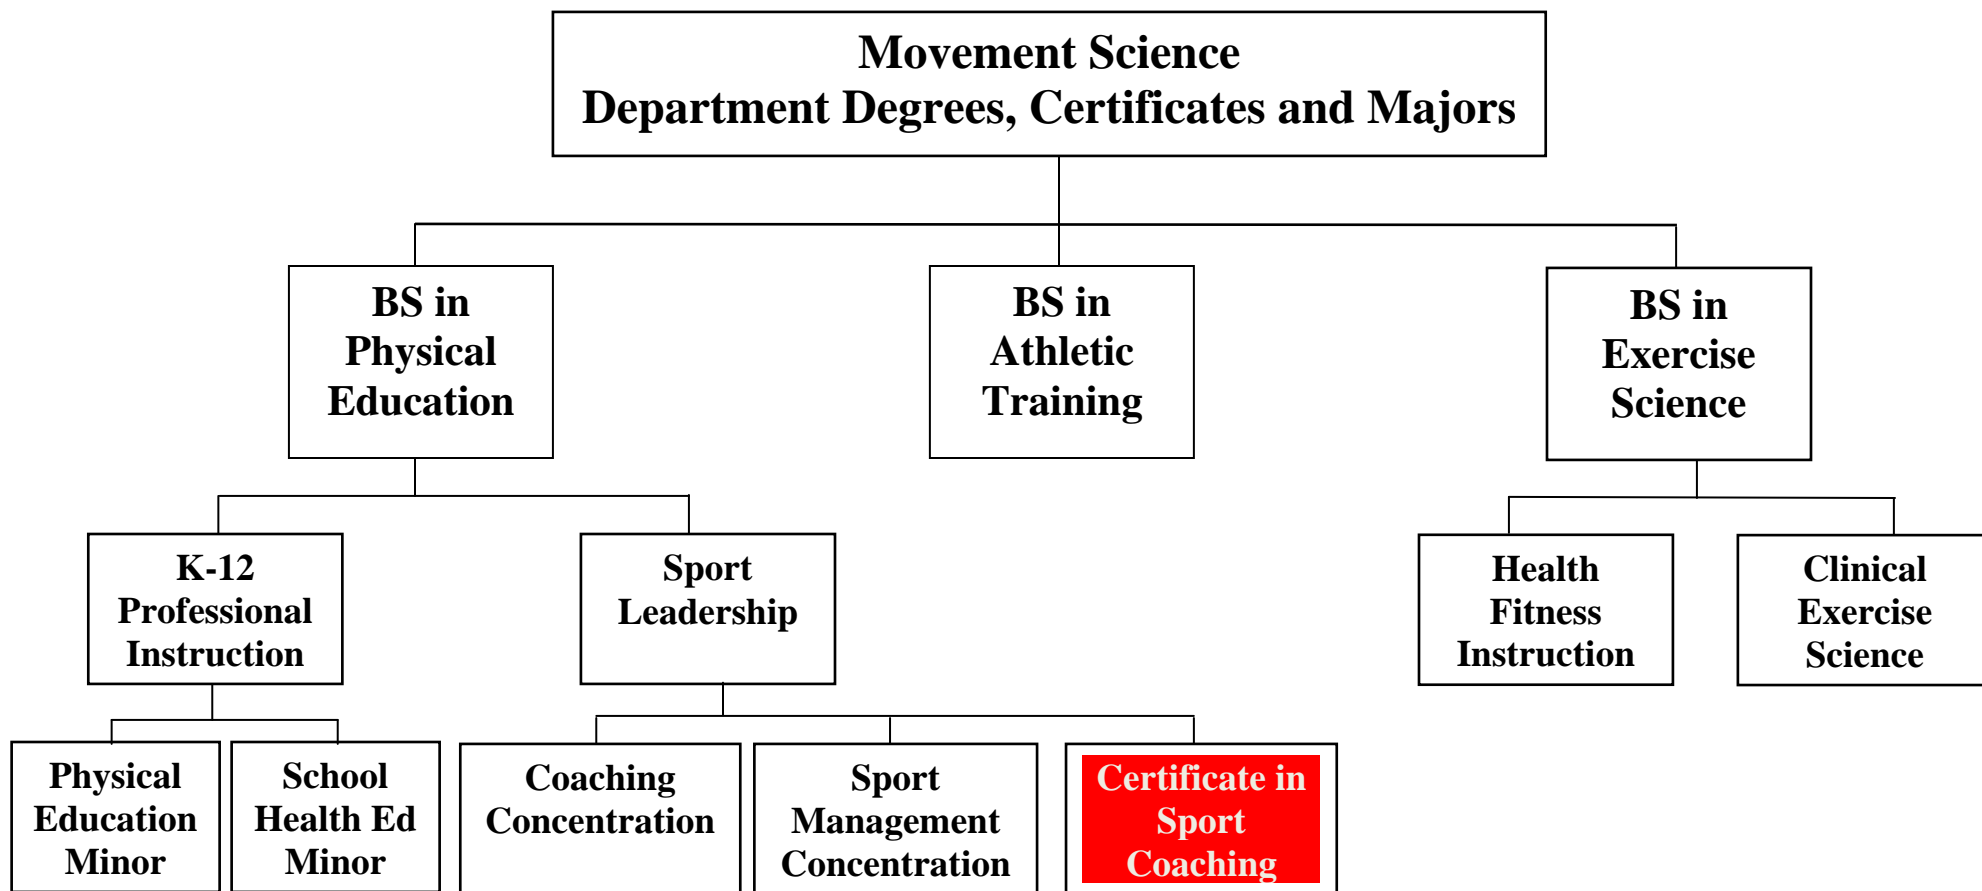 Movement Science
Department Degrees, Certificates and Majors
BS in
Physical
Education
BS in
Athletic
Training
BS in
Exercise
Science
K-12
Professional
Instruction
Sport
Leadership
Health
Fitness
Instruction
Clinical
Exercise
Science
Physical
Education
Minor
School
Health Ed
Minor
Coaching
Concentration
Sport
Management
Concentration
Certificate in
Sport
Coaching